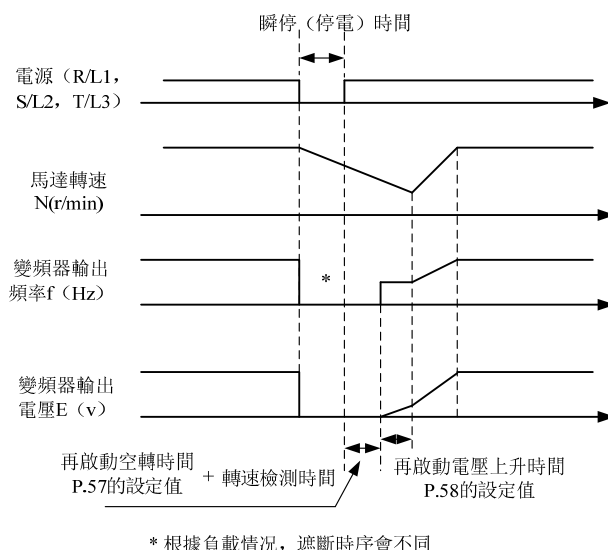 瞬停（停電）時間
電源（R/L1，
S/L2，T/L3）
馬達轉速
N(r/min)
變頻器輸出
頻率f（Hz）
*
變頻器輸出
電壓E（v）
再啟動空轉時間
P.57的設定值
+ 轉速檢測時間
再啟動電壓上升時間
P.58的設定值
* 根據負載情況，遮斷時序會不同